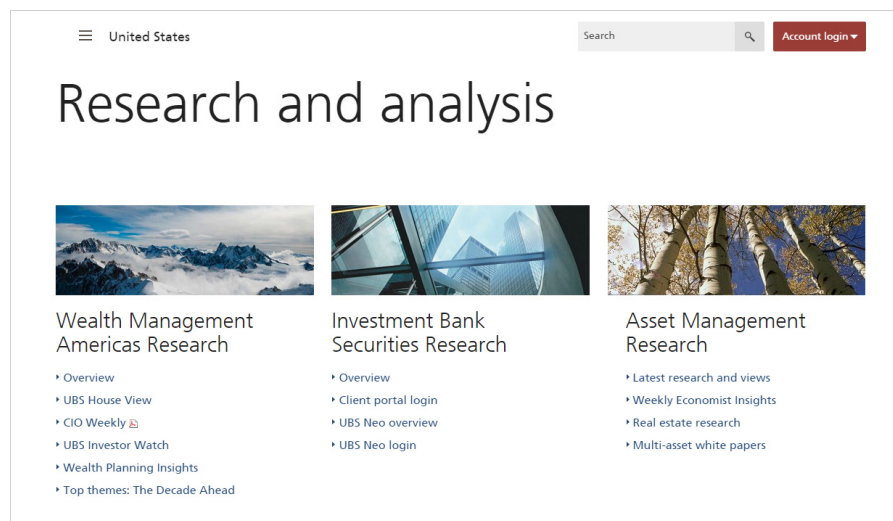 United States
Search
Account login
Research and analysis
Wealth Management
Americas Research
Overview
UBS House View
CIO Weekly
UBS Investor Watch
Wealth Planning Insights
Top themes: The Decade Ahead
Investment Bank
Securities Research
Overview
Client portal login
UBS Neo overview
UBS Neo login
Asset Management
Research
Latest research and views
Weekly Economist Insights
Real estate research
Multi-asset white papers